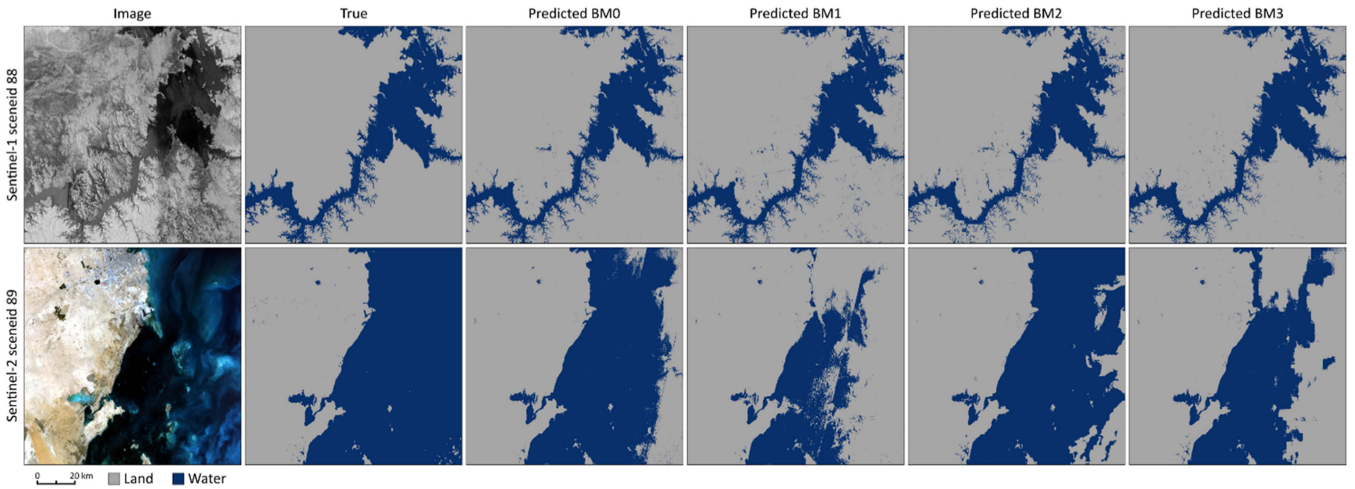 Image
True
Predicted BM0
Predicted BM1
Predicted BM2
Predicted BM3
Sentinel-1 sceneid 88
Sentinel-2 sceneid 89
0 20 km
Land
Water